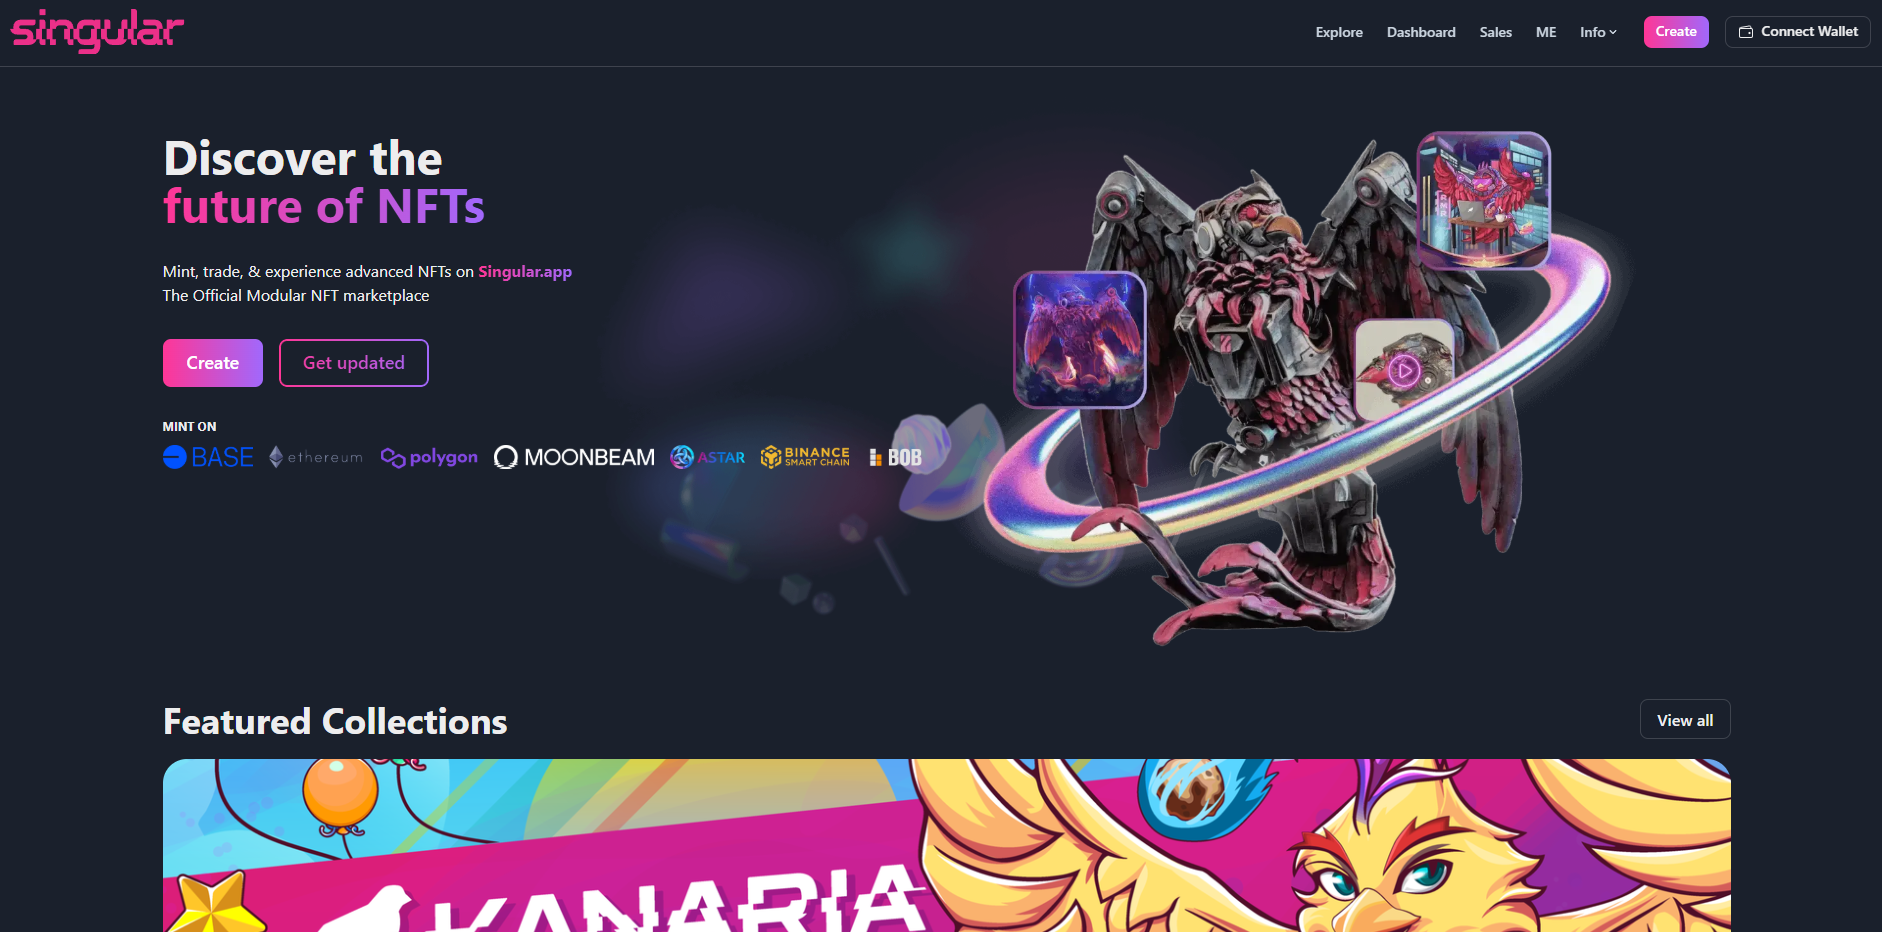 singular
Explore
Dashboard
Sales
ME
Info
Create
Connect Wallet
Discover the
future of NFTs
Mint, trade, & experience advanced NFTs on Singular.app
The Official Modular NFT marketplace
Create
Get updated
MINT ON
BASE
ethereum
polygon
MOONBEAM
ASTAR
BINANCE
SMART CHAIN
BOB
RMR
Featured Collections
View all
KANARIA